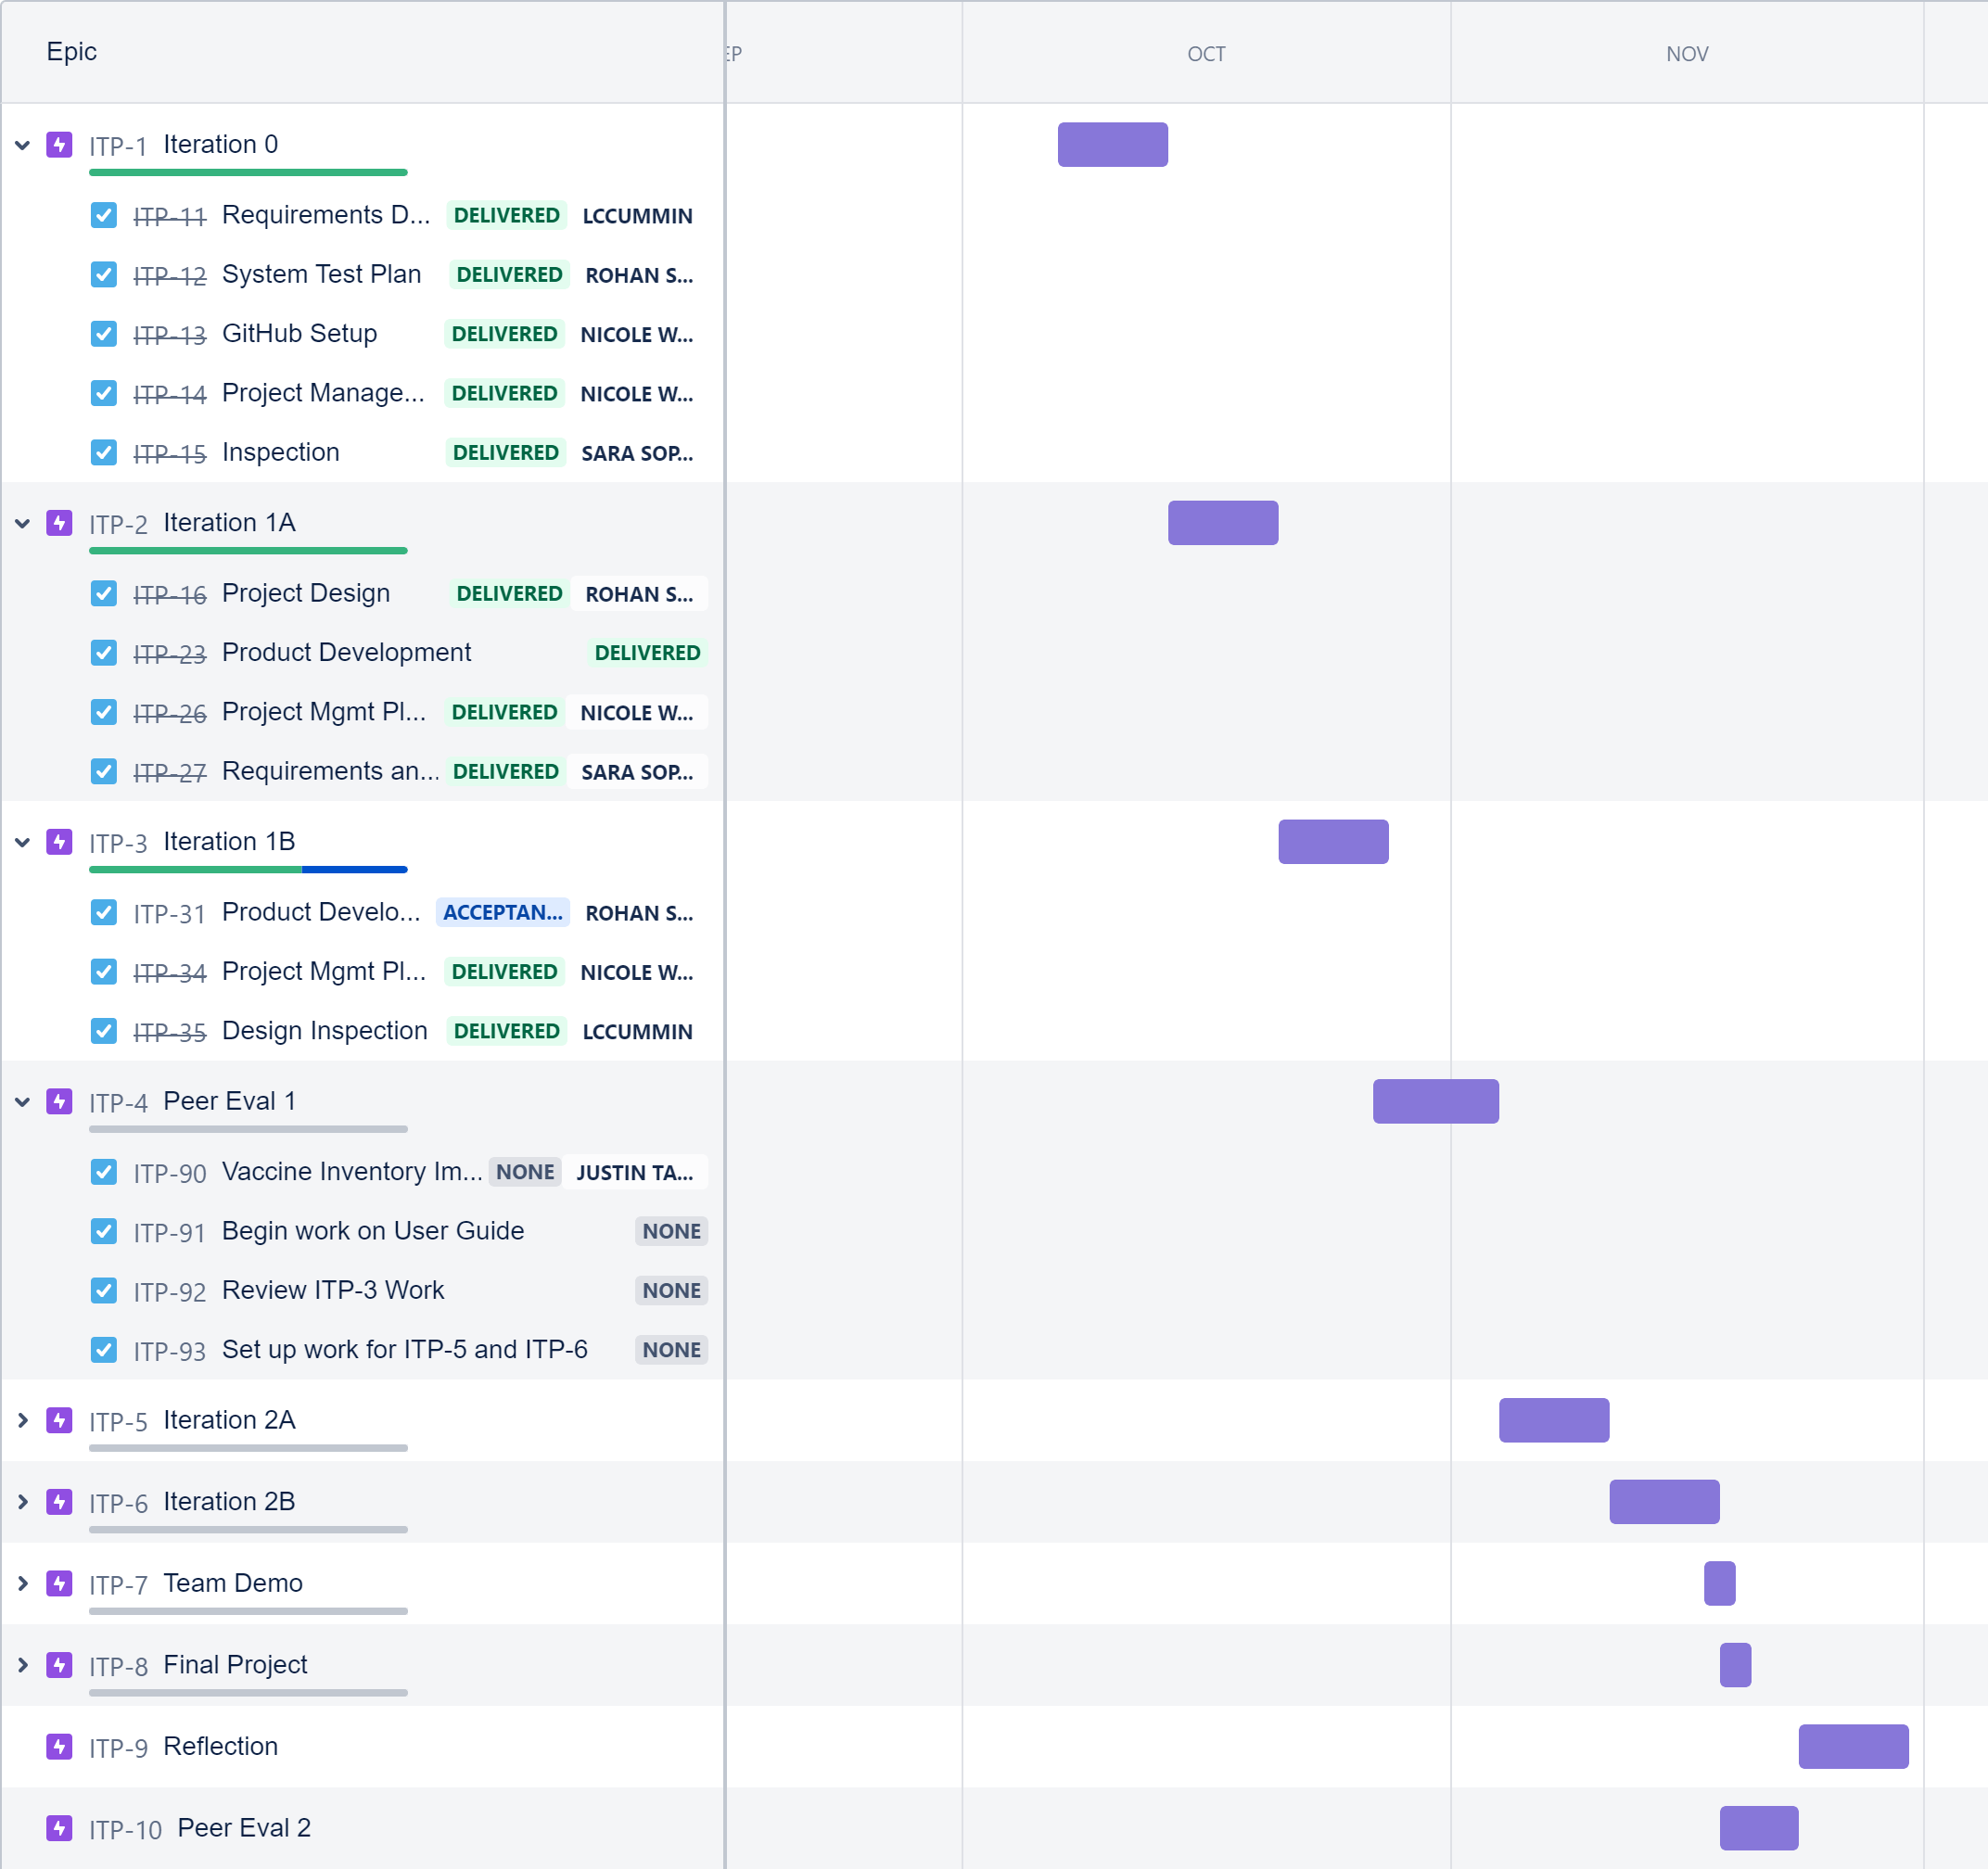 Epic EP OCT NOV
ITP-1 Iteration 0
ITP-11 Requirements D... DELIVERED LCCUMMIN
ITP-12 System Test Plan DELIVERED ROHAN S...
ITP-13 GitHub Setup DELIVERED NICOLE W...
ITP-14 Project Manage... DELIVERED NICOLE W...
ITP-15 Inspection DELIVERED SARA SOP...
ITP-2 Iteration 1A
ITP-16 Project Design DELIVERED ROHAN S...
ITP-23 Product Development DELIVERED
ITP-26 Project Mgmt Pl... DELIVERED NICOLE W...
ITP-27 Requirements an... DELIVERED SARA SOP...
ITP-3 Iteration 1B
ITP-31 Product Develo... ACCEPTAN... ROHAN S...
ITP-34 Project Mgmt Pl... DELIVERED NICOLE W...
ITP-35 Design Inspection DELIVERED LCCUMMIN
ITP-4 Peer Eval 1
ITP-90 Vaccine Inventory Im... NONE JUSTIN TA...
ITP-91 Begin work on User Guide NONE
ITP-92 Review ITP-3 Work NONE
ITP-93 Set up work for ITP-5 and ITP-6 NONE
ITP-5 Iteration 2A
ITP-6 Iteration 2B
ITP-7 Team Demo
ITP-8 Final Project
ITP-9 Reflection
ITP-10 Peer Eval 2